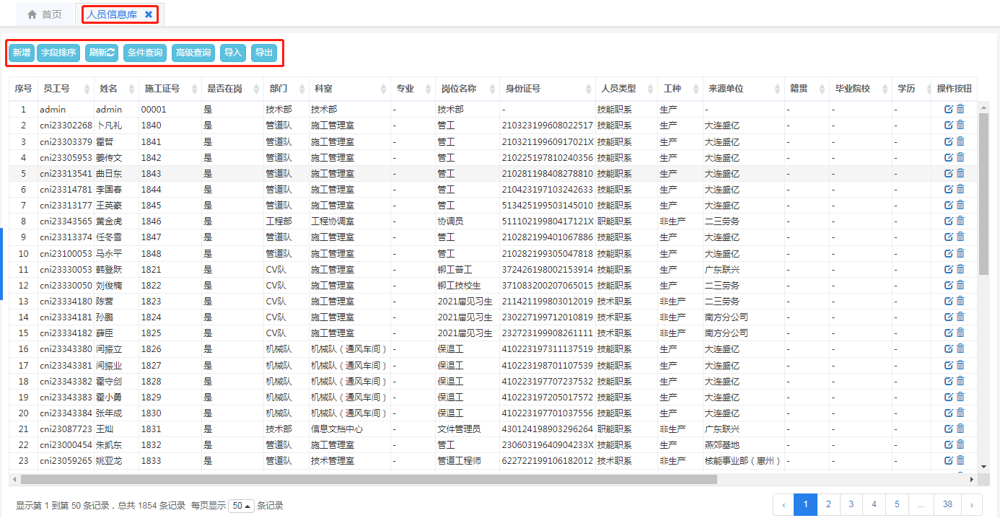 首页 人员信息库
新增 字段排序 刷新 条件查询 高级查询 导入 导出
序号 员工号 姓名 施工证号 是否在岗 部门 科室 专业 岗位名称 身份证号 人员类型 工种 来源单位 籍贯 毕业院校 学历 操作按钮
1 admin admin 00001 是 技术部 技术部 - 技术部 - 技能职系 生产 - - - -
2 cni23302268 卜凡礼 1840 是 管道队 施工管理室 - 管工 210323199608022517 技能职系 生产 大连盛亿 - - -
3 cni23303379 霍哲 1841 是 管道队 施工管理室 - 管工 21032119960917021X 技能职系 生产 大连盛亿 - - -
4 cni23305953 姜传文 1842 是 管道队 施工管理室 - 管工 210225197810240356 技能职系 生产 大连盛亿 - - -
5 cni23313541 曲日东 1843 是 管道队 施工管理室 - 管工 210281198408278810 技能职系 生产 大连盛亿 - - -
6 cni23314781 李国春 1844 是 管道队 施工管理室 - 管工 210423197103242633 技能职系 生产 大连盛亿 - - -
7 cni23313177 王英豪 1845 是 管道队 施工管理室 - 管工 513425199503145010 技能职系 生产 大连盛亿 - - -
8 cni23343565 黄金虎 1846 是 工程部 工程协调室 - 协调员 51110219980417121X 职能职系 非生产 二三劳务 - - -
9 cni23313374 任冬雪 1847 是 管道队 施工管理室 - 管工 210282199401067886 技能职系 生产 大连盛亿 - - -
10 cni23100053 马永平 1848 是 管道队 施工管理室 - 管工 210282199305047818 技能职系 生产 大连盛亿 - - -
11 cni23330053 韩登跃 1821 是 CV队 施工管理室 - 铆工普工 372426198002153914 技能职系 生产 广东联兴 - - -
12 cni23330050 刘俊楠 1822 是 CV队 施工管理室 - 铆工技校生 371083200207065015 技能职系 生产 二三劳务 - - -
13 cni23334180 陈营 1823 是 CV队 施工管理室 - 2021届见习生 211421199803012019 技术职系 非生产 二三劳务 - - -
14 cni23334181 孙鹏 1824 是 CV队 施工管理室 - 2021届见习生 230227199712010819 技术职系 非生产 南方分公司 - - -
15 cni23334182 薛臣 1825 是 CV队 施工管理室 - 2021届见习生 232723199908261111 技术职系 非生产 南方分公司 - - -
16 cni23343380 闫振立 1826 是 机械队 机械队（通风车间） - 保温工 410223197311137519 技能职系 生产 大连盛亿 - - -
17 cni23343381 闫振业 1827 是 机械队 机械队（通风车间） - 保温工 410223198701107539 技能职系 生产 大连盛亿 - - -
18 cni23343382 霍守剑 1828 是 机械队 机械队（通风车间） - 保温工 410223197707237532 技能职系 生产 大连盛亿 - - -
19 cni23343383 霍小勇 1829 是 机械队 机械队（通风车间） - 保温工 410223197205017572 技能职系 生产 大连盛亿 - - -
20 cni23343384 张年成 1830 是 机械队 机械队（通风车间） - 保温工 410223197701037556 技能职系 生产 大连盛亿 - - -
21 cni23087723 王灿 1831 是 技术部 信息文档中心 - 文件管理员 430124198903296264 职能职系 非生产 广东联兴 - - -
22 cni23000454 朱凯东 1832 是 管道队 施工管理室 - 管工 23060319640904233X 技能职系 生产 燕郊基地 - - -
23 cni23059265 姚亚龙 1833 是 管道队 技术管理室 - 管道工程师 622722199106182012 技术职系 非生产 核能事业部（惠州） - - -
显示第 1 到第 50 条记录，总共 1854 条记录 每页显示 50 条记录 ‹ 1 2 3 4 5 ... 38 ›